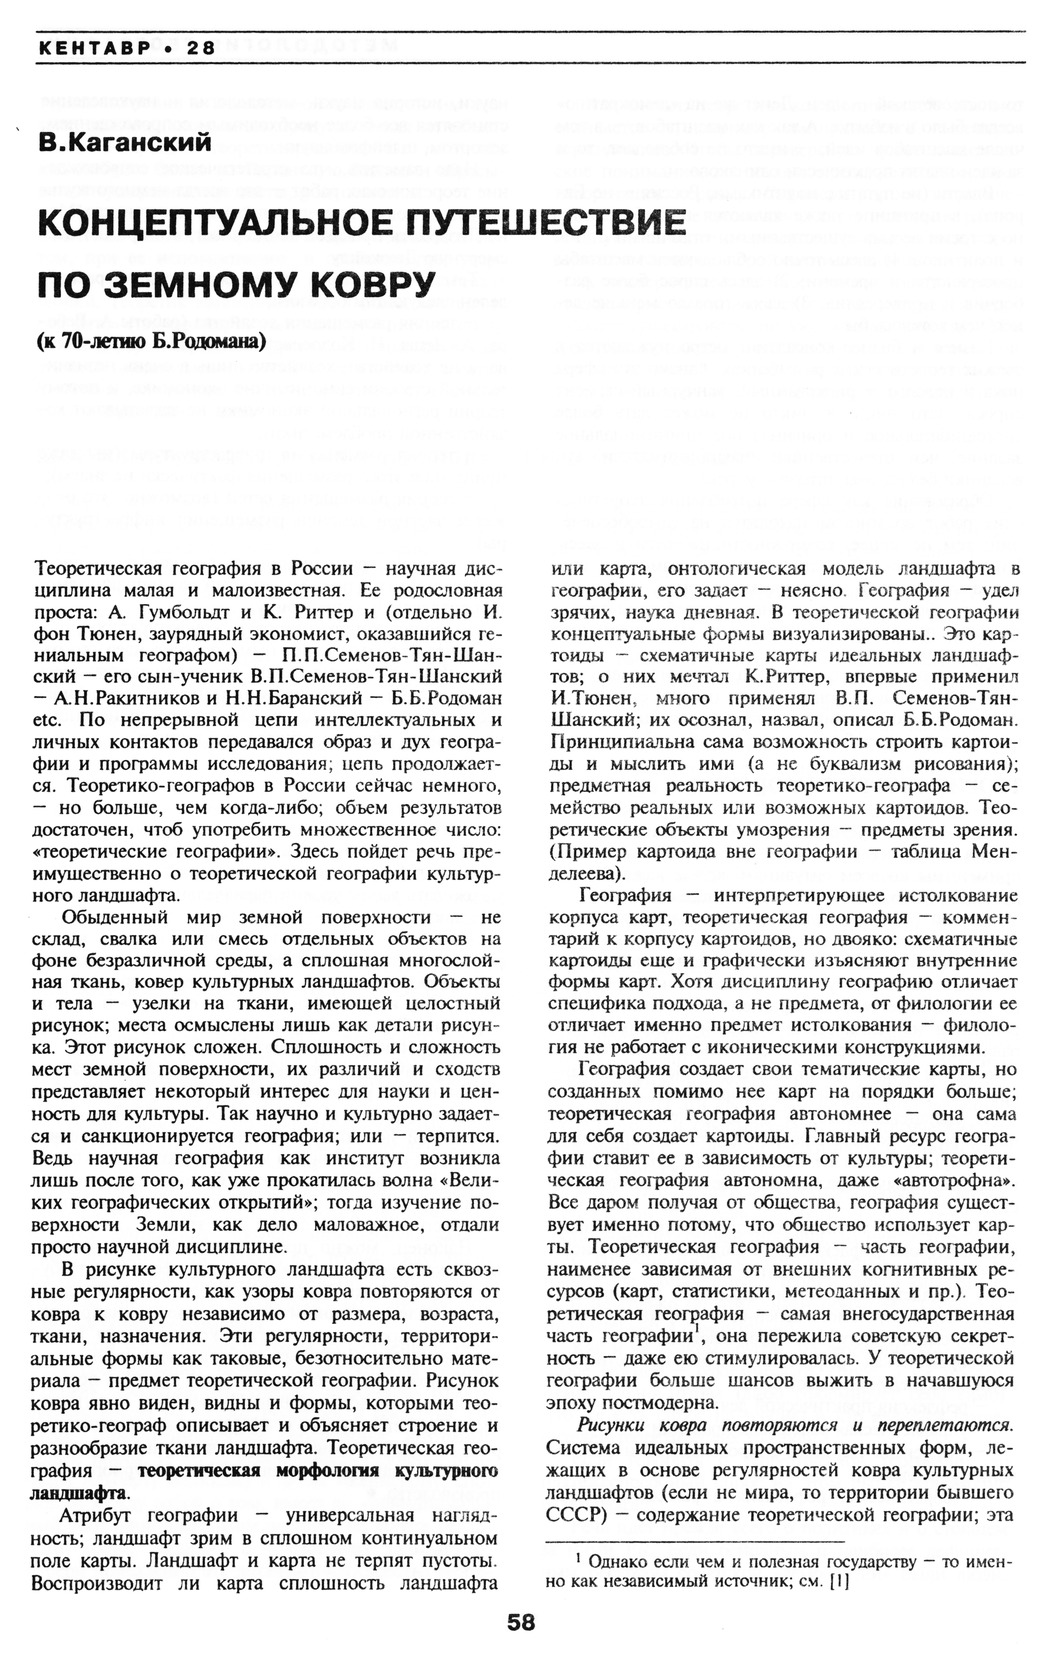 КЕНТАВР • 28
В.Каганский
КОНЦЕПТУАЛЬНОЕ ПУТЕШЕСТВИЕ
ПО ЗЕМНОМУ КОВРУ
(к 70-летию Б.Родомана)
Теоретическая география в России — научная дис-
циплина малая и малоизвестная. Ее родословная
проста: А. Гумбольдт и К. Риттер и (отдельно И.
фон Тюнен, заурядный экономист, оказавшийся ге-
ниальным географом) — П.П.Семенов-Тян-Шан-
ский — его сын-ученик В.П.Семенов-Тян-Шанский
— А.Н.Ракитников и Н.Н.Баранский — Б.Б.Родоман
etc. По непрерывной цепи интеллектуальных и
личных контактов передавался образ и дух геогра-
фии и программы исследования; цепь продолжает-
ся. Теоретико-географов в России сейчас немного,
— но больше, чем когда-либо; объем результатов
достаточен, чтоб употребить множественное число:
«теоретические географии». Здесь пойдет речь пре-
имущественно о теоретической географии культур-
ного ландшафта.
Обыденный мир земной поверхности — не
склад, свалка или смесь отдельных объектов на
фоне безразличной среды, а сплошная многослой-
ная ткань, ковер культурных ландшафтов. Объекты
и тела — узелки на ткани, имеющей целостный
рисунок; места осмыслены лишь как детали рисун-
ка. Этот рисунок сложен. Сплошность и сложность
мест земной поверхности, их различий и сходств
представляет некоторый интерес для науки и цен-
ность для культуры. Так научно и культурно задает-
ся и санкционируется география; или — терпится.
Ведь научная география как институт возникла
лишь после того, как уже прокатилась волна «Вели-
ких географических открытий»; тогда изучение по-
верхности Земли, как дело маловажное, отдали
просто научной дисциплине.
В рисунке культурного ландшафта есть сквоз-
ные регулярности, как узоры ковра повторяются от
ковра к ковру независимо от размера, возраста,
ткани, назначения. Эти регулярности, территори-
альные формы как таковые, безотносительно мате-
риала — предмет теоретической географии. Рисунок
ковра явно виден, видны и формы, которыми тео-
ретико-географ описывает и объясняет строение и
разнообразие ткани ландшафта. Теоретическая гео-
графия — теоретическая морфология культурного
ландшафта.
Атрибут географии — универсальная нагляд-
ность; ландшафт зрим в сплошном континуальном
поле карты. Ландшафт и карта не терпят пустоты.
Воспроизводит ли карта сплошность ландшафта
или карта, онтологическая модель ландшафта в
географии, его задает — неясно. География — удел
зрячих, наука дневная. В теоретической географии
концептуальные формы визуализированы.. Это кар-
тоиды — схематичные карты идеальных ландшаф-
тов; о них мечтал К.Риттер, впервые применил
И.Тюнен, много применял В.П. Семенов-Тян-
Шанский; их осознал, назвал, описал Б.Б.Родоман.
Принципиальна сама возможность строить картои-
ды и мыслить ими (а не буквализм рисования);
предметная реальность теоретико-географа — се-
мейство реальных или возможных картоидов. Тео-
ретические объекты умозрения — предметы зрения.
(Пример картоида вне географии — таблица Мен-
делеева).
География — интерпретирующее истолкование
корпуса карт, теоретическая география — коммен-
тарий к корпусу картоидов, но двояко: схематичные
картоиды еще и графически изъясняют внутренние
формы карт. Хотя дисциплину географию отличает
специфика подхода, а не предмета, от филологии ее
отличает именно предмет истолкования — филоло-
гия не работает с иконическими конструкциями.
География создает свои тематические карты, но
созданных помимо нее карт на порядки больше;
теоретическая география автономнее — она сама
для себя создает картоиды. Главный ресурс геогра-
фии ставит ее в зависимость от культуры; теорети-
ческая география автономна, даже «автотрофна».
Все даром получая от общества, география сущест-
вует именно потому, что общество использует кар-
ты. Теоретическая география — часть географии,
наименее зависимая от внешних когнитивных ре-
сурсов (карт, статистики, метеоданных и пр.). Тео-
ретическая география — самая внегосударственная
часть географии¹, она пережила советскую секрет-
ность — даже ею стимулировалась. У теоретической
географии больше шансов выжить в начавшуюся
эпоху постмодерна.
Рисунки ковра повторяются и переплетаются.
Система идеальных пространственных форм, ле-
жащих в основе регулярностей ковра культурных
ландшафтов (если не мира, то территории бывшего
СССР) — содержание теоретической географии; эта
¹ Однако если чем и полезная государству — то имен-
но как независимый источник; см. [1]
58